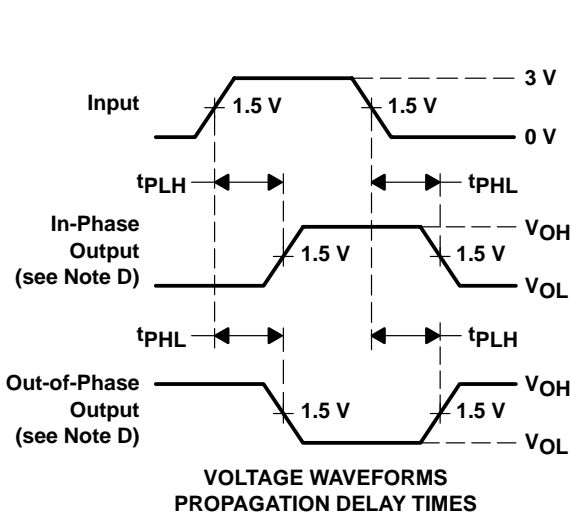 3 V
Input
1.5 V
1.5 V
0 V
tPLH
tPHL
In-Phase
Output
(see Note D)
VOH
1.5 V
1.5 V
VOL
tPHL
tPLH
Out-of-Phase
Output
(see Note D)
VOH
1.5 V
1.5 V
VOL
VOLTAGE WAVEFORMS
PROPAGATION DELAY TIMES